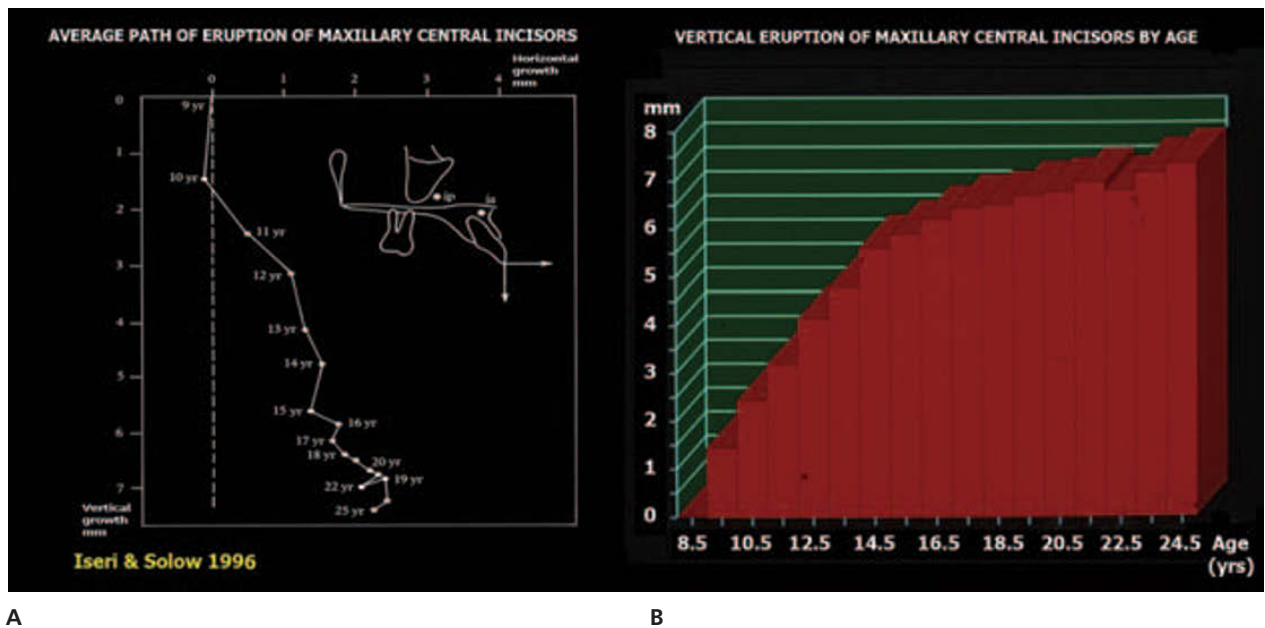 AVERAGE PATH OF ERUPTION OF MAXILLARY CENTRAL INCISORS
Horizontal
growth
mm
0 1 2 3 4
0
1
2
3
4
5
6
7
9 yr
10 yr
11 yr
12 yr
13 yr
14 yr
15 yr
16 yr
17 yr
18 yr
20 yr
19 yr
22 yr
25 yr
ip
ia
Vertical
growth
mm
Iseri & Solow 1996
A
VERTICAL ERUPTION OF MAXILLARY CENTRAL INCISORS BY AGE
mm
8
7
6
5
4
3
2
1
0
8.5 10.5 12.5 14.5 16.5 18.5 20.5 22.5 24.5 Age
(yrs)
B